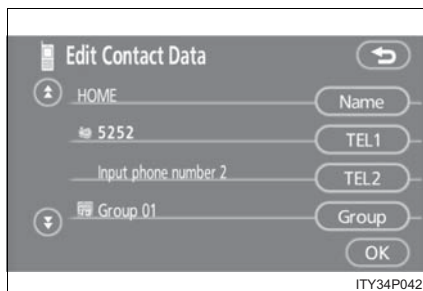 Edit Contact Data
HOME Name
5252 TEL1
Input phone number 2 TEL2
Group 01 Group
OK
ITY34P042